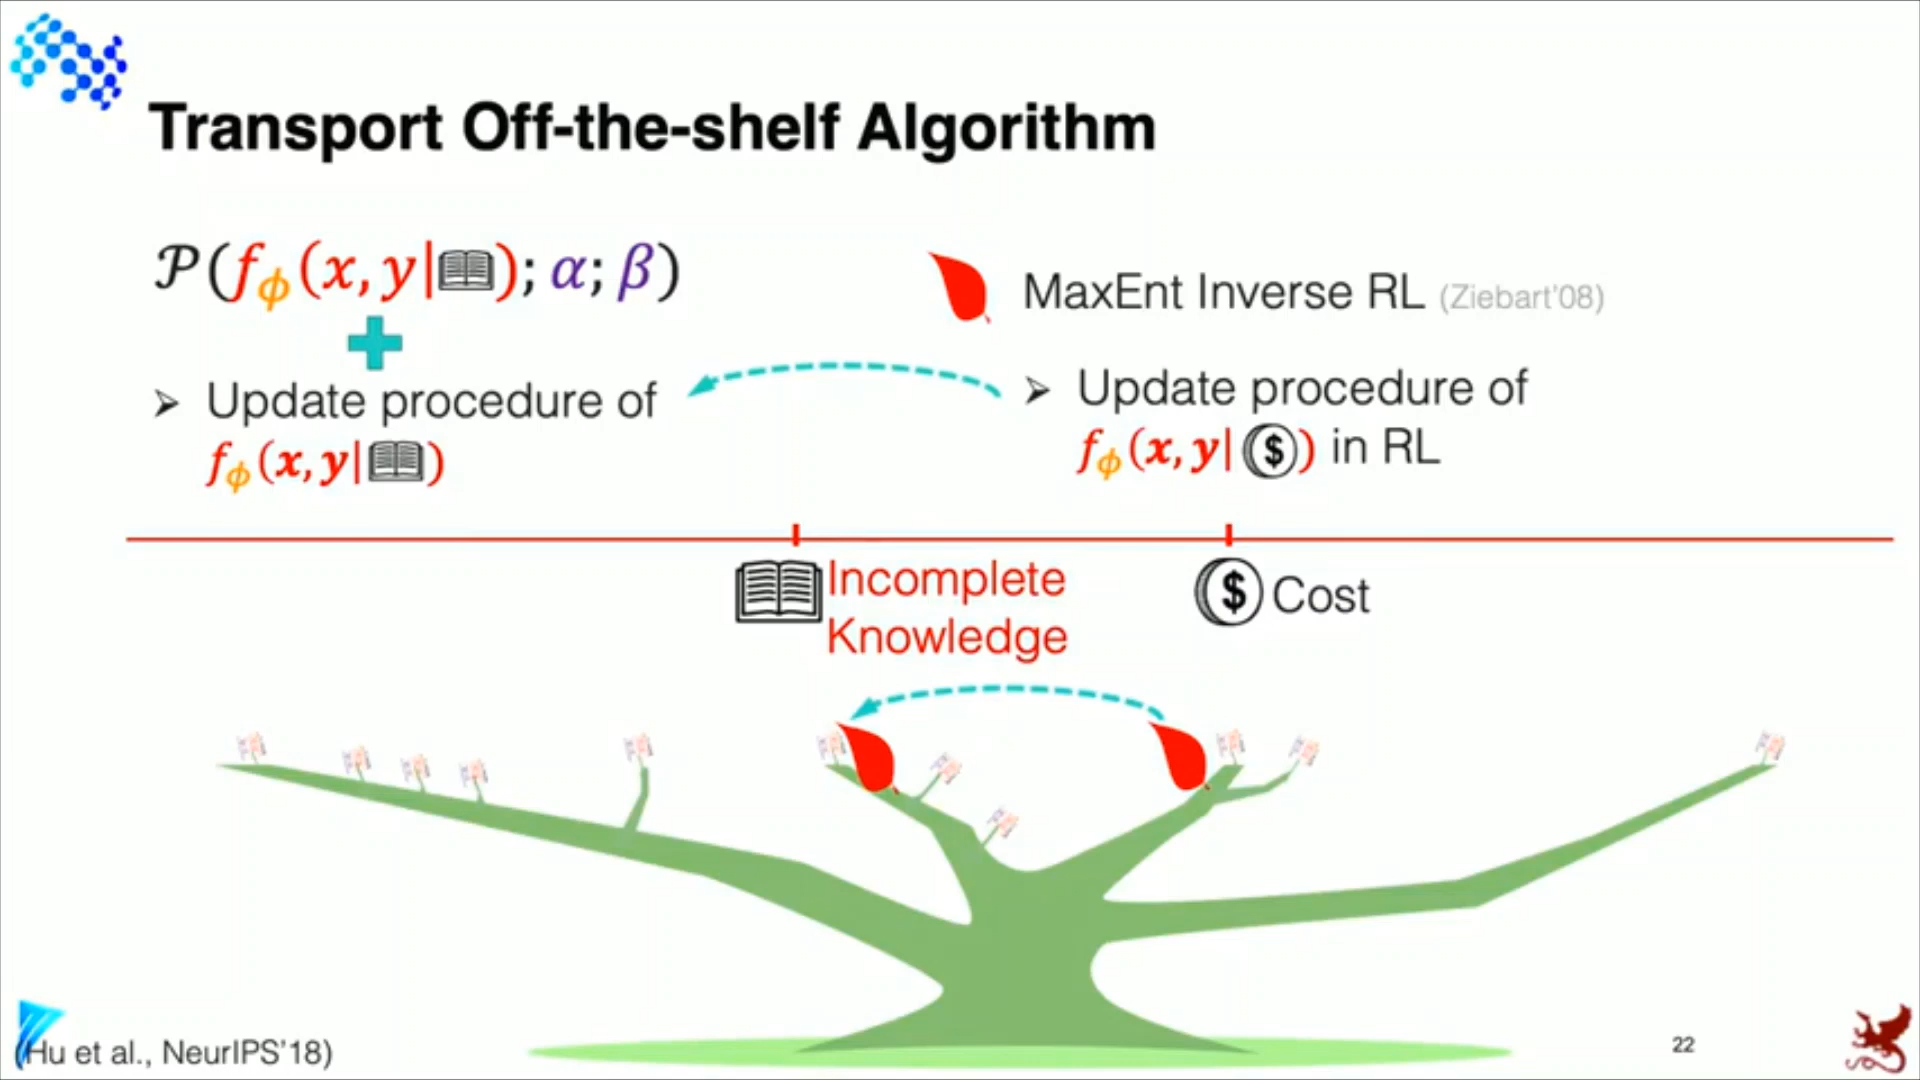 Transport Off-the-shelf Algorithm
𝒫(f_ϕ(x, y|); α; β)
MaxEnt Inverse RL (Ziebart'08)
➢ Update procedure of
f_ϕ(x, y|)
➢ Update procedure of
f_ϕ(x, y|$) in RL
Incomplete
Knowledge
$ Cost
(Hu et al., NeurIPS'18)
22